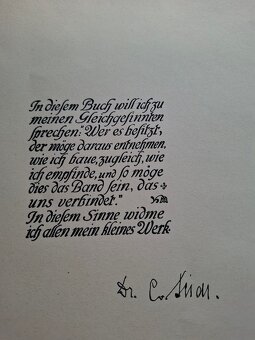 In diesem Buch will ich zu
meinen Gleichgesinnten
sprechen: "Wer es besitzt,
der möge daraus entnehmen,
wie ich baue, zugleich, wie
ich empfinde, und so möge
dies das Band sein, das
uns verbindet."
In diesem Sinne widme
ich allen mein kleines Werk
Dr. C.